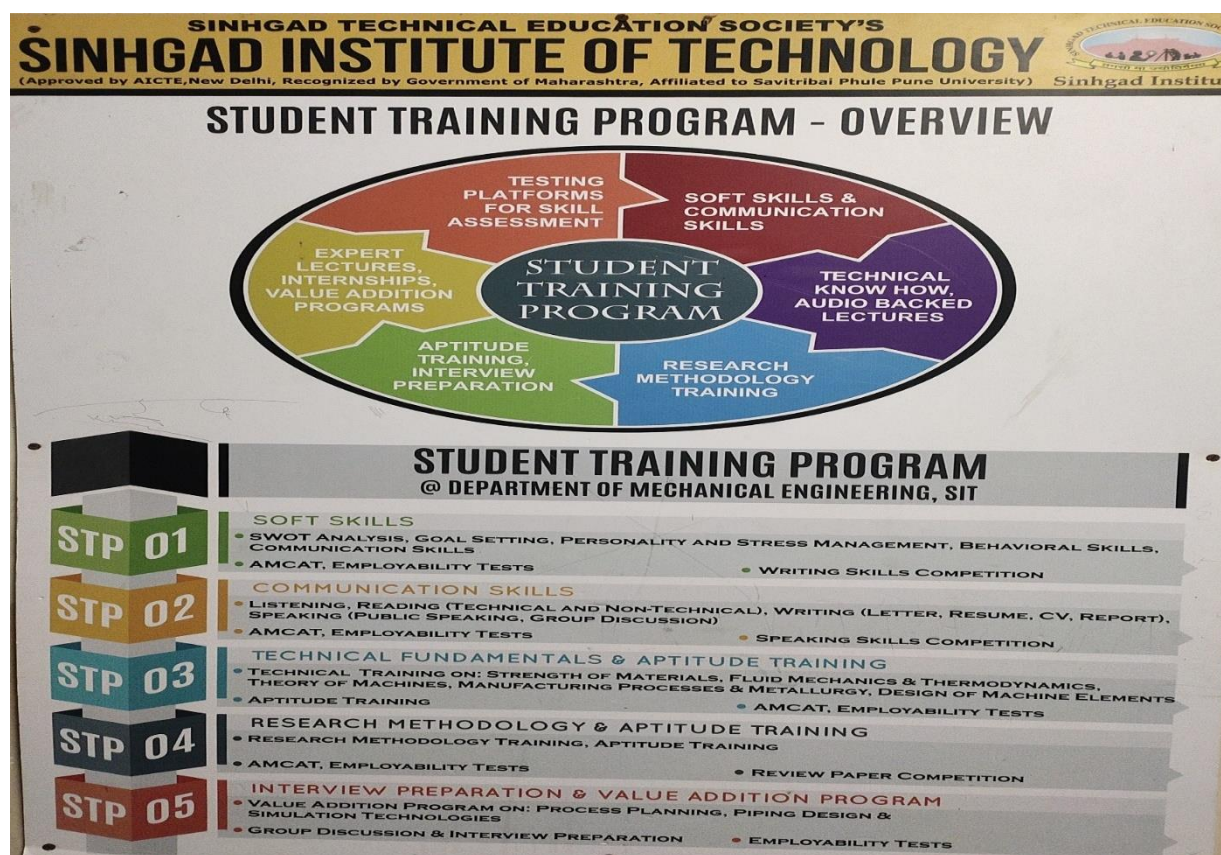 SINHGAD TECHNICAL EDUCATION SOCIETY'S
SINHGAD INSTITUTE OF TECHNOLOGY
(Approved by AICTE,New Delhi, Recognized by Government of Maharashtra, Affiliated to Savitribai Phule Pune University)
SINHGAD TECHNICAL EDUCATION SOC
Sinhgad Institu
STUDENT TRAINING PROGRAM - OVERVIEW
TESTING
PLATFORMS
FOR SKILL
ASSESSMENT
SOFT SKILLS &
COMMUNICATION
SKILLS
EXPERT
LECTURES,
INTERNSHIPS,
VALUE ADDITION
PROGRAMS
STUDENT
TRAINING
PROGRAM
TECHNICAL
KNOW HOW,
AUDIO BACKED
LECTURES
APTITUDE
TRAINING,
INTERVIEW
PREPARATION
RESEARCH
METHODOLOGY
TRAINING
STUDENT TRAINING PROGRAM
@ DEPARTMENT OF MECHANICAL ENGINEERING, SIT
STP 01
SOFT SKILLS
• SWOT ANALYSIS, GOAL SETTING, PERSONALITY AND STRESS MANAGEMENT, BEHAVIORAL SKILLS,
COMMUNICATION SKILLS
• AMCAT, EMPLOYABILITY TESTS • WRITING SKILLS COMPETITION
STP 02
COMMUNICATION SKILLS
• LISTENING, READING (TECHNICAL AND NON-TECHNICAL), WRITING (LETTER, RESUME, CV, REPORT),
SPEAKING (PUBLIC SPEAKING, GROUP DISCUSSION)
• AMCAT, EMPLOYABILITY TESTS • SPEAKING SKILLS COMPETITION
STP 03
TECHNICAL FUNDAMENTALS & APTITUDE TRAINING
• TECHNICAL TRAINING ON: STRENGTH OF MATERIALS, FLUID MECHANICS & THERMODYNAMICS,
THEORY OF MACHINES, MANUFACTURING PROCESSES & METALLURGY, DESIGN OF MACHINE ELEMENTS
• APTITUDE TRAINING • AMCAT, EMPLOYABILITY TESTS
STP 04
RESEARCH METHODOLOGY & APTITUDE TRAINING
• RESEARCH METHODOLOGY TRAINING, APTITUDE TRAINING
• AMCAT, EMPLOYABILITY TESTS • REVIEW PAPER COMPETITION
STP 05
INTERVIEW PREPARATION & VALUE ADDITION PROGRAM
• VALUE ADDITION PROGRAM ON: PROCESS PLANNING, PIPING DESIGN &
SIMULATION TECHNOLOGIES
• GROUP DISCUSSION & INTERVIEW PREPARATION • EMPLOYABILITY TESTS